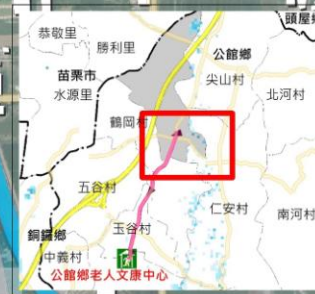 頭屋鄉
恭敬里
勝利里
公館鄉
苗栗市
尖山村
水源里
北河村
鶴岡村
五谷村
仁安村
南河村
玉谷村
銅鑼鄉
中義村
公館鄉老人文康中心